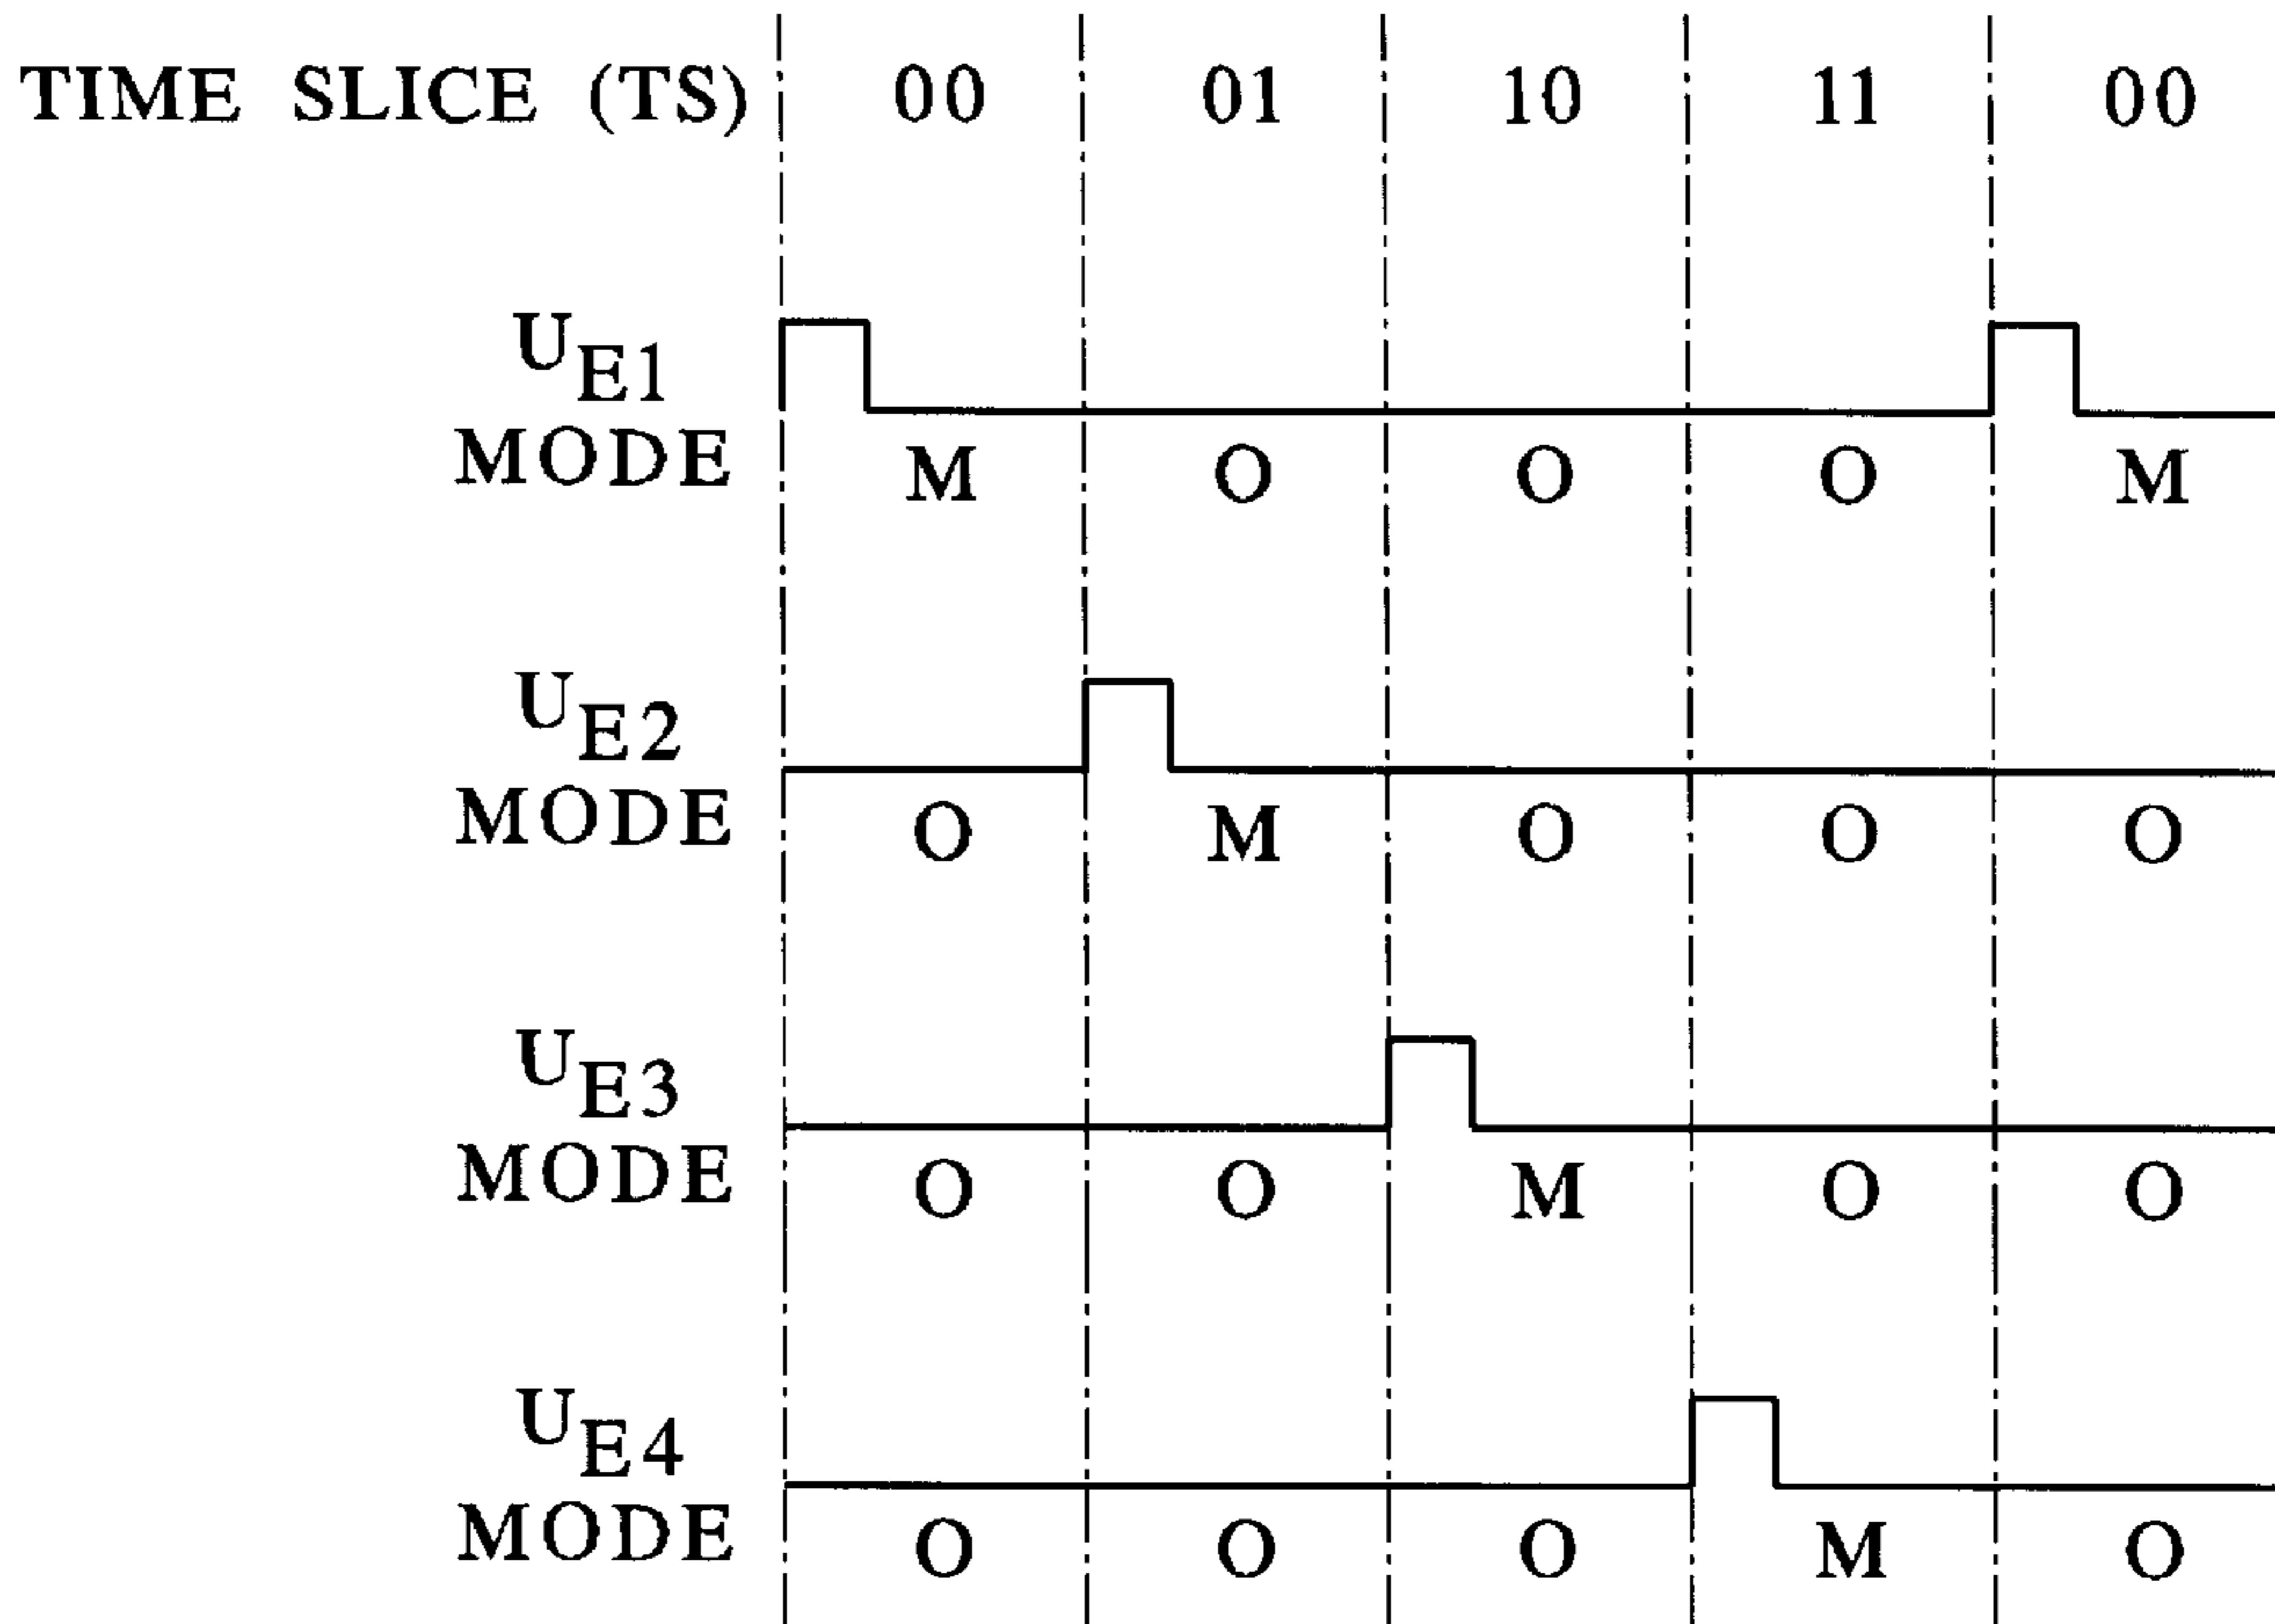 TIME SLICE (TS) 00 01 10 11 00
UE1
MODE M O O O M
UE2
MODE O M O O O
UE3
MODE O O M O O
UE4
MODE O O O M O